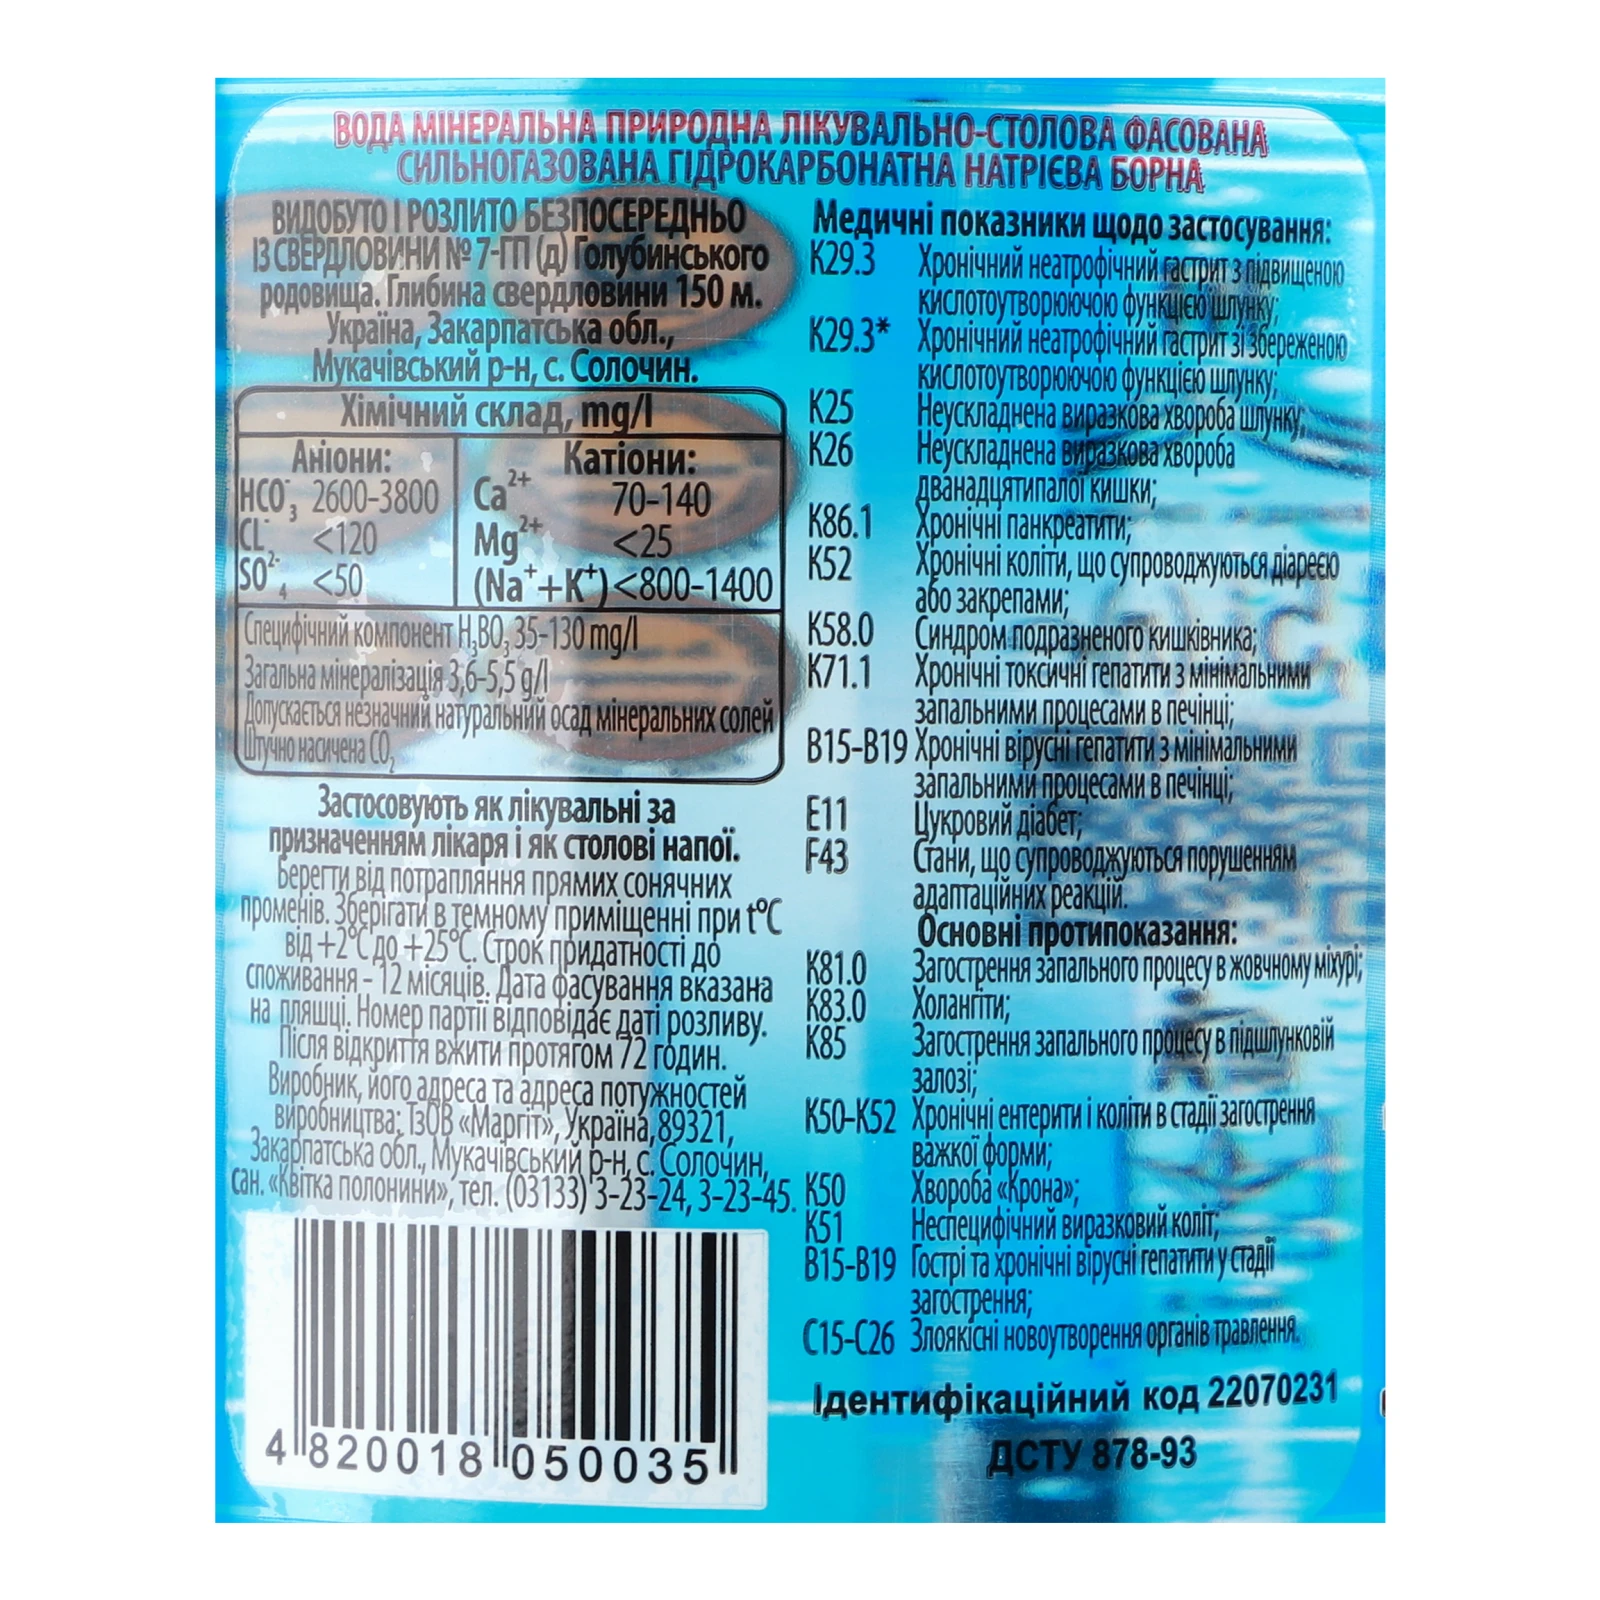 ВОДА МІНЕРАЛЬНА ПРИРОДНА ЛІКУВАЛЬНО-СТОЛОВА ФАСОВАНА
СИЛЬНОГАЗОВАНА ГІДРОКАРБОНАТНА НАТРІЄВА БОРНА
ВИДОБУТО І РОЗЛИТО БЕЗПОСЕРЕДНЬО
ІЗ СВЕРДЛОВИНИ № 7-ГП (д) Голубинського
родовища. Глибина свердловини 150 м.
Україна, Закарпатська обл.,
Мукачівський р-н, с. Солочин.
Хімічний склад, mg/l
Аніони: Катіони:
HCO₃⁻ 2600-3800 Ca²⁺ 70-140
CL⁻ <120 Mg²⁺ <25
SO₄²⁻ <50 (Na⁺+K⁺) <800-1400
Специфічний компонент H₃BO₃ 35-130 mg/l
Загальна мінералізація 3,6-5,5 g/l
Допускається незначний натуральний осад мінеральних солей
Штучно насичена CO₂
Застосовують як лікувальні за
призначенням лікаря і як столові напої.
Берегти від потрапляння прямих сонячних
променів. Зберігати в темному приміщенні при t°C
від +2°C до +25°C. Строк придатності до
споживання – 12 місяців. Дата фасування вказана
на пляшці. Номер партії відповідає даті розливу.
Після відкриття вжити протягом 72 годин.
Виробник, його адреса та адреса потужностей
виробництва: ТзОВ «Маргіт», Україна, 89321,
Закарпатська обл., Мукачівський р-н, с. Солочин,
сан. «Квітка полонини», тел. (03133) 3-23-24, 3-23-45.
4 820018 050035
Медичні показники щодо застосування:
K29.3 Хронічний неатрофічний гастрит з підвищеною
кислотоутворюючою функцією шлунку;
K29.3* Хронічний неатрофічний гастрит зі збереженою
кислотоутворюючою функцією шлунку;
K25 Неускладнена виразкова хвороба шлунку;
K26 Неускладнена виразкова хвороба
дванадцятипалої кишки;
K86.1 Хронічні панкреатити;
K52 Хронічні коліти, що супроводжуються діареєю
або закрепами;
K58.0 Синдром подразненого кишківника;
K71.1 Хронічні токсичні гепатити з мінімальними
запальними процесами в печінці;
B15-B19 Хронічні вірусні гепатити з мінімальними
запальними процесами в печінці;
E11 Цукровий діабет;
F43 Стани, що супроводжуються порушенням
адаптаційних реакцій.
Основні протипоказання:
K81.0 Загострення запального процесу в жовчному міхурі;
K83.0 Холангіти;
K85 Загострення запального процесу в підшлунковій
залозі;
K50-K52 Хронічні ентерити і коліти в стадії загострення
важкої форми;
K50 Хвороба «Крона»;
K51 Неспецифічний виразковий коліт;
B15-B19 Гострі та хронічні вірусні гепатити у стадії
загострення;
C15-C26 Злоякісні новоутворення органів травлення.
Ідентифікаційний код 22070231
ДСТУ 878-93